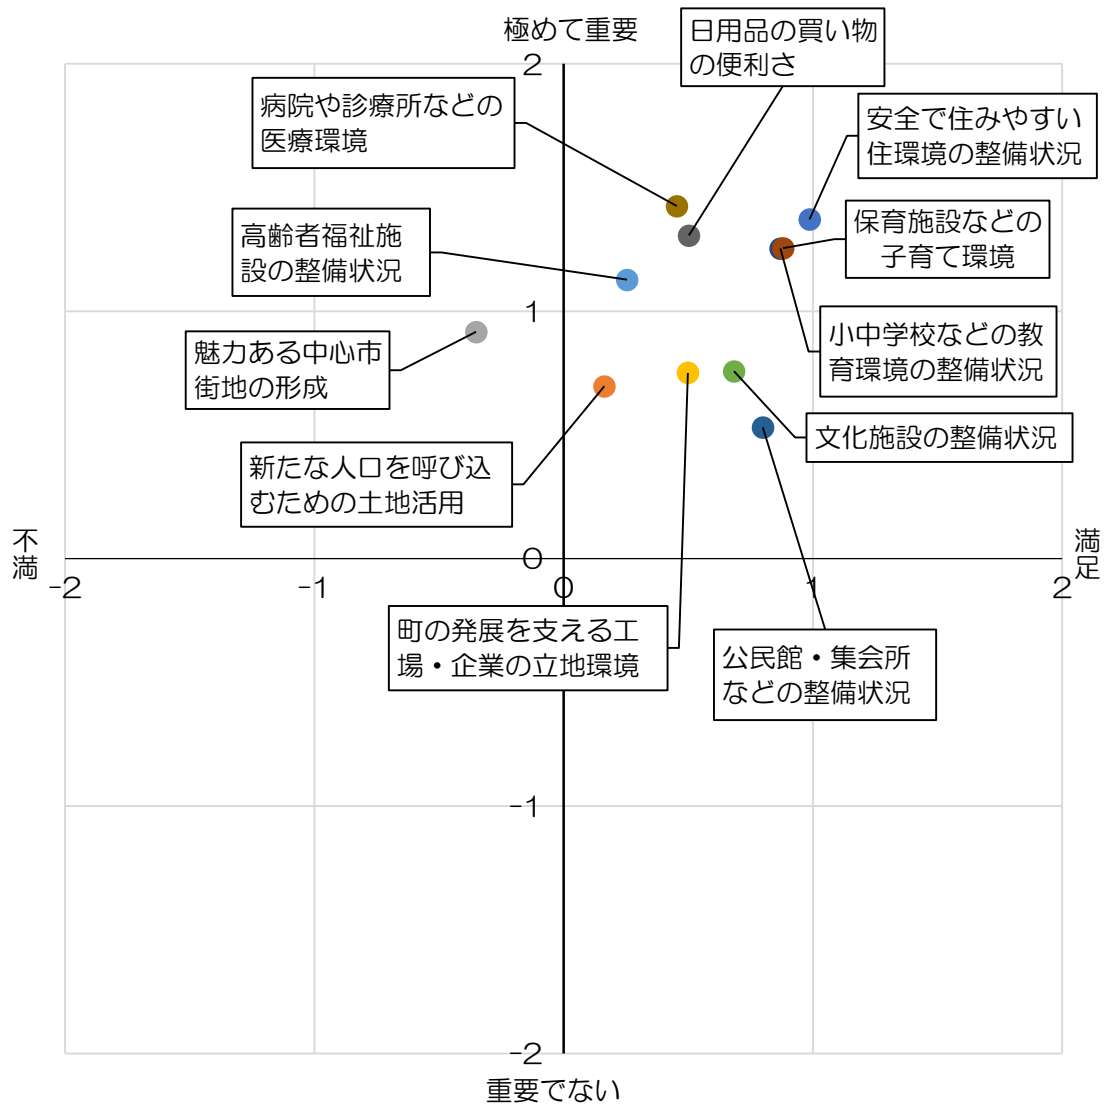 極めて重要
日用品の買い物
の便利さ
2
病院や診療所などの
医療環境
安全で住みやすい
住環境の整備状況
高齢者福祉施
設の整備状況
保育施設などの
子育て環境
1
魅力ある中心市
街地の形成
小中学校などの教
育環境の整備状況
文化施設の整備状況
新たな人口を呼び込
むための土地活用
不満
0
満足
-2
-1
0
1
2
町の発展を支える工
場・企業の立地環境
公民館・集会所
などの整備状況
-1
-2
重要でない